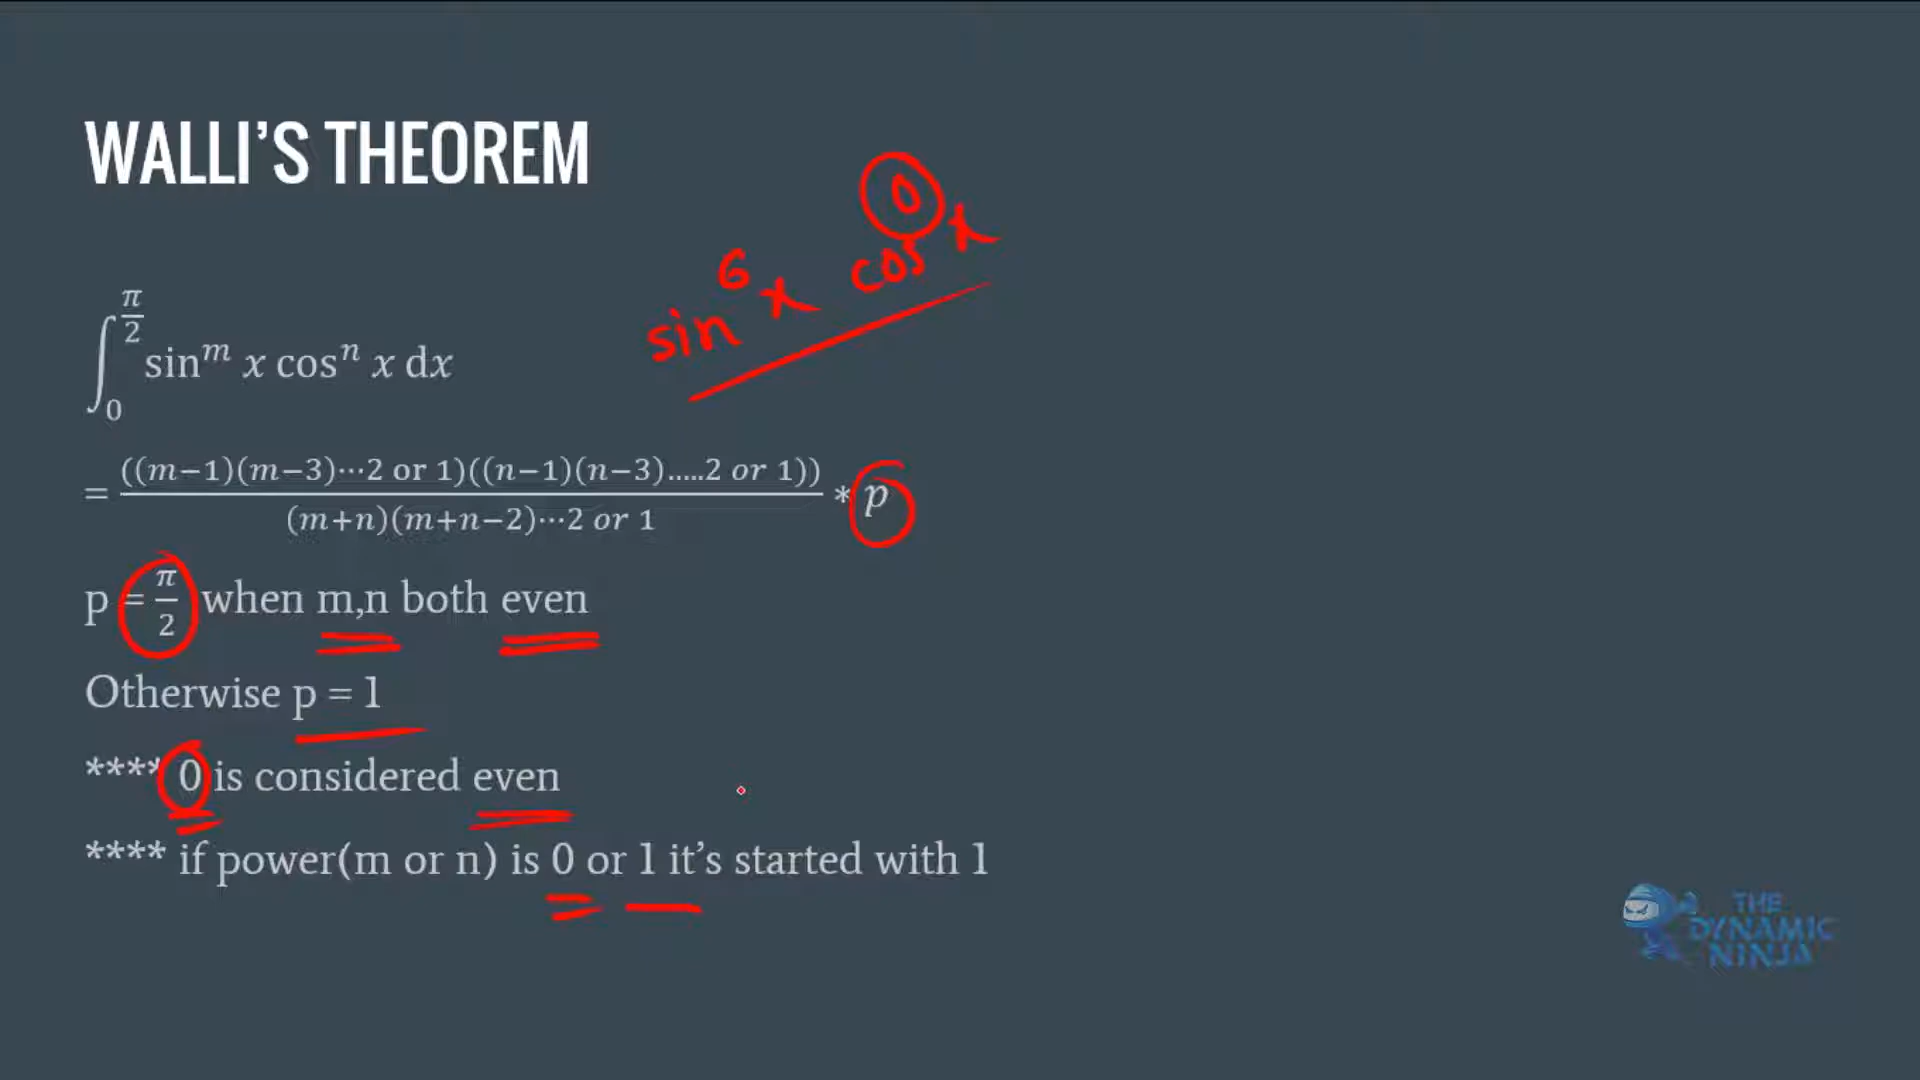 WALLI'S THEOREM
sin⁶ x cos⁰ x
∫₀^(π/2) sinᵐ x cosⁿ x dx
= ((m−1)(m−3)⋯2 or 1)((n−1)(n−3).....2 or 1)) / (m+n)(m+n−2)⋯2 or 1 * p
p = π/2 when m,n both even
Otherwise p = 1
**** 0 is considered even
**** if power(m or n) is 0 or 1 it's started with 1
THE
DYNAMIC
NINJA